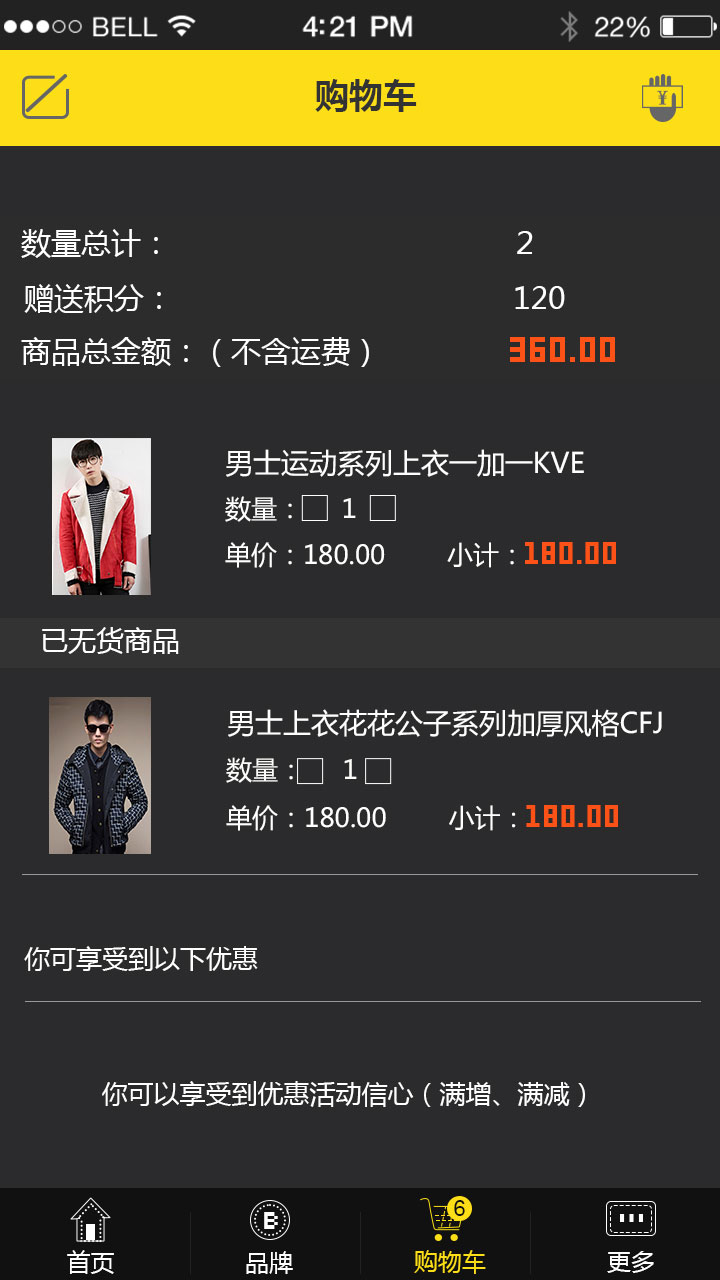 BELL 4:21 PM 22%
购物车
¥
数量总计： 2
赠送积分： 120
商品总金额：（不含运费） 360.00
男士运动系列上衣一加一KVE
数量：□ 1 □
单价：180.00 小计：180.00
已无货商品
男士上衣花花公子系列加厚风格CFJ
数量：□ 1 □
单价：180.00 小计：180.00
你可享受到以下优惠
你可以享受到优惠活动信心（满增、满减）
B 6
首页 品牌 购物车 更多